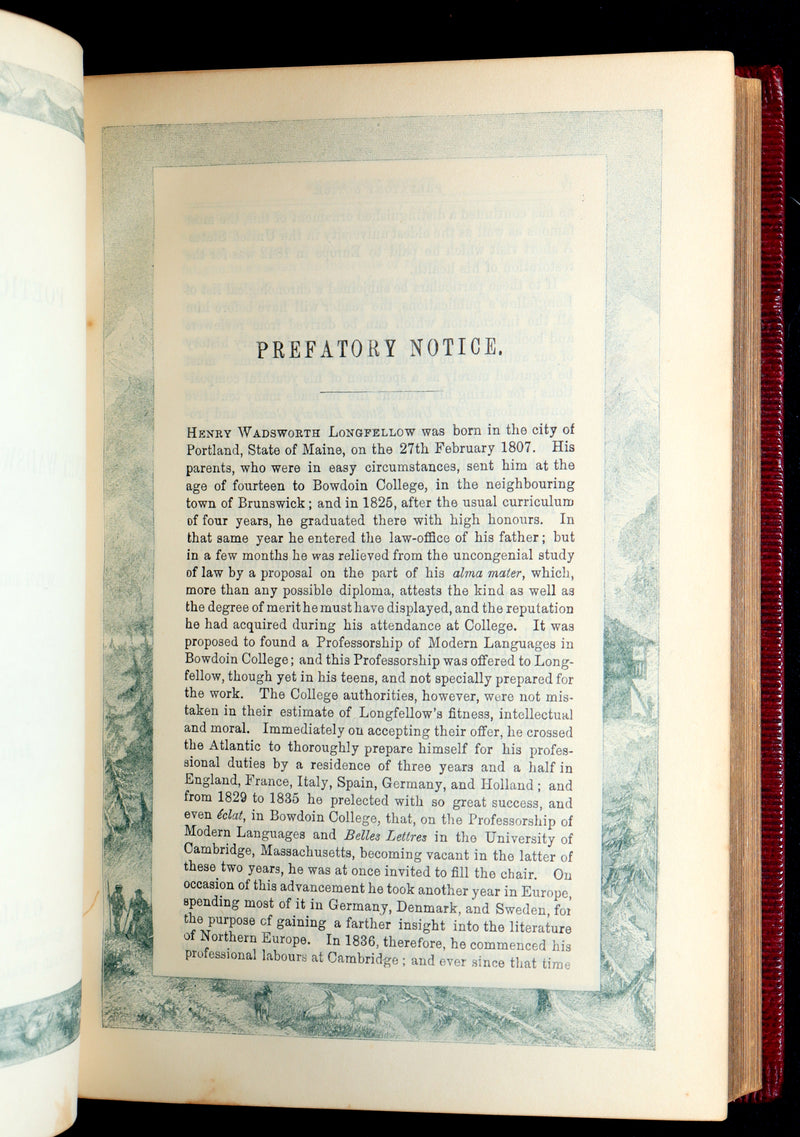 PREFATORY NOTICE.
HENRY WADSWORTH LONGFELLOW was born in the city of
Portland, State of Maine, on the 27th February 1807. His
parents, who were in easy circumstances, sent him at the
age of fourteen to Bowdoin College, in the neighbouring
town of Brunswick; and in 1825, after the usual curriculum
of four years, he graduated there with high honours. In
that same year he entered the law-office of his father; but
in a few months he was relieved from the uncongenial study
of law by a proposal on the part of his alma mater, which,
more than any possible diploma, attests the kind as well as
the degree of merit he must have displayed, and the reputation
he had acquired during his attendance at College. It was
proposed to found a Professorship of Modern Languages in
Bowdoin College; and this Professorship was offered to Long-
fellow, though yet in his teens, and not specially prepared for
the work. The College authorities, however, were not mis-
taken in their estimate of Longfellow's fitness, intellectual
and moral. Immediately on accepting their offer, he crossed
the Atlantic to thoroughly prepare himself for his profes-
sional duties by a residence of three years and a half in
England, France, Italy, Spain, Germany, and Holland; and
from 1829 to 1835 he prelected with so great success, and
even éclat, in Bowdoin College, that, on the Professorship of
Modern Languages and Belles Lettres in the University of
Cambridge, Massachusetts, becoming vacant in the latter of
these two years, he was at once invited to fill the chair. On
occasion of this advancement he took another year in Europe,
spending most of it in Germany, Denmark, and Sweden, for
the purpose of gaining a farther insight into the literature
of Northern Europe. In 1836, therefore, he commenced his
professional labours at Cambridge; and ever since that time